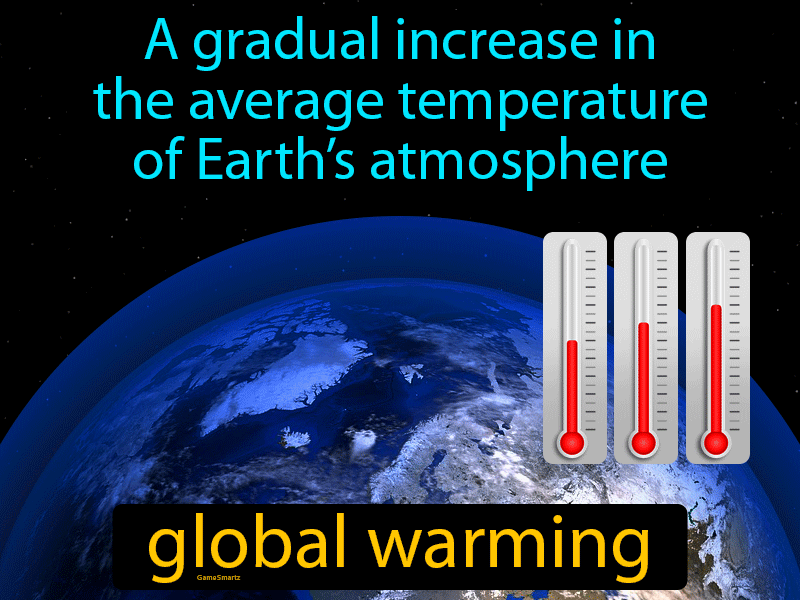 A gradual increase in
the average temperature
of Earth’s atmosphere
global warming
GameSmartz